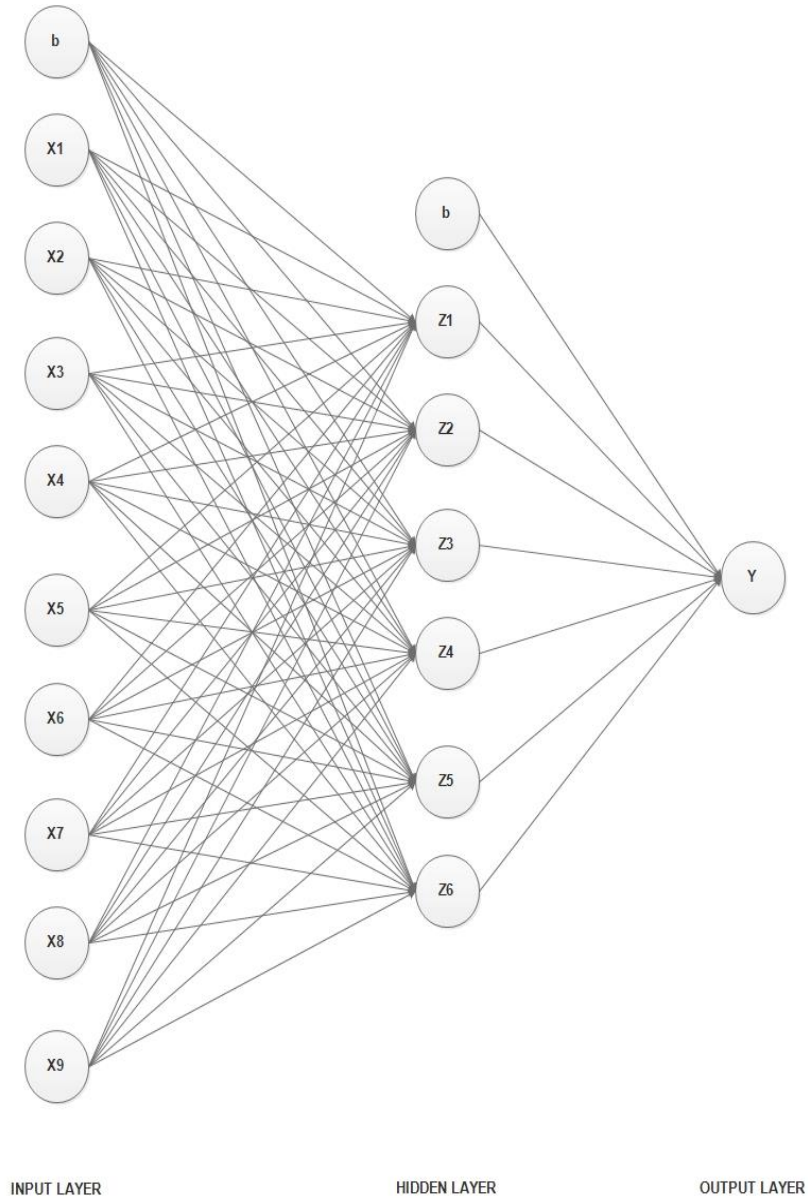 b
X1
X2
X3
X4
X5
X6
X7
X8
X9
b
Z1
Z2
Z3
Z4
Z5
Z6
Y
INPUT LAYER
HIDDEN LAYER
OUTPUT LAYER